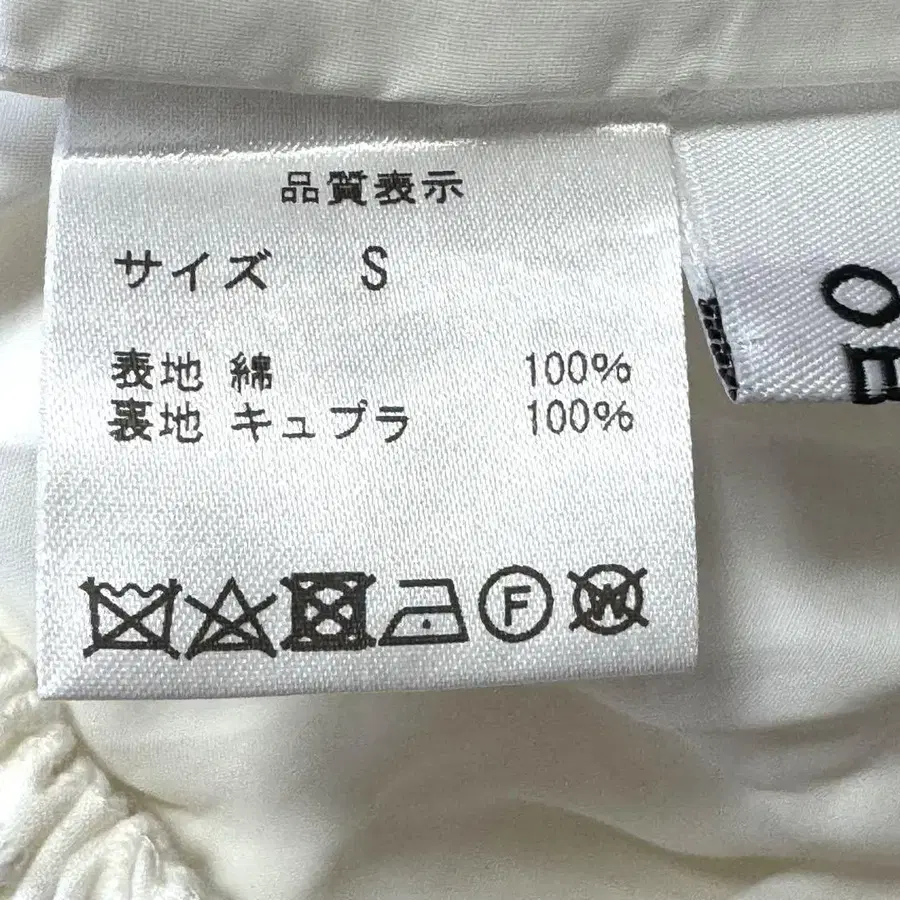 品質表示
サイズ S
表地 綿 100%
裏地 キュプラ 100%
F W
O